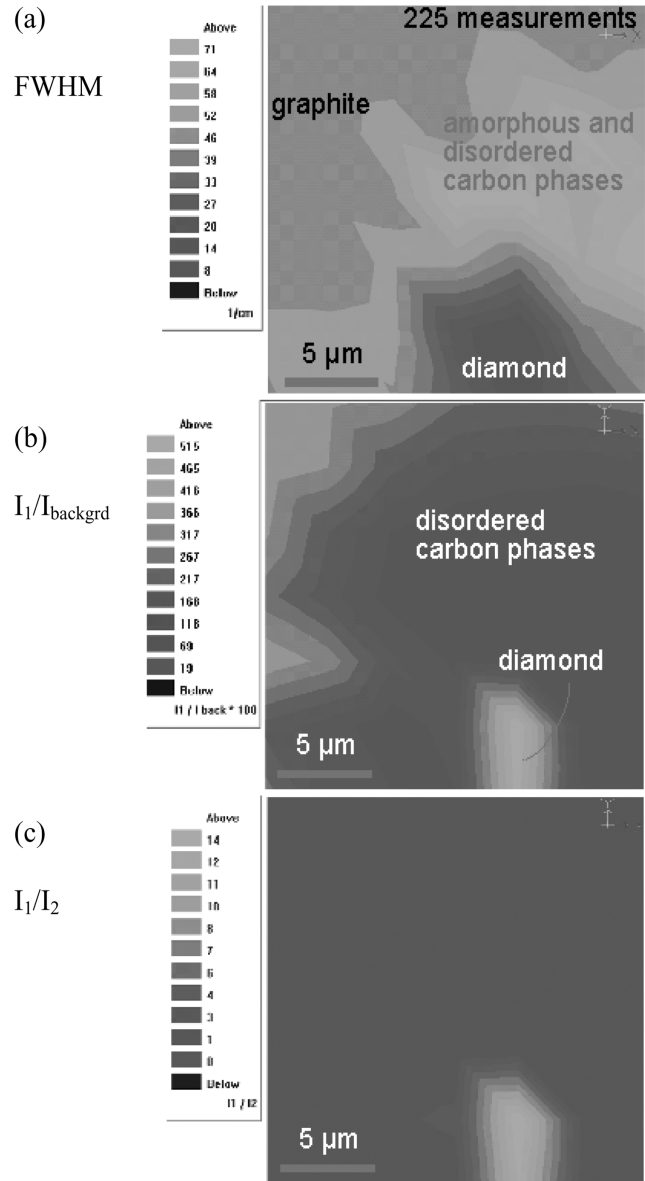 (a)
FWHM
Above
71
64
58
52
46
39
33
27
20
14
8
Below
1/cm
225 measurements
graphite
amorphous and
disordered
carbon phases
5 µm
diamond
X
(b)
I1/Ibackgrd
Above
515
465
416
366
317
267
217
168
118
69
19
Below
I1 / I back * 100
Y
disordered
carbon phases
diamond
5 µm
(c)
I1/I2
Above
14
12
11
10
8
7
6
4
3
1
0
Below
I1 / I2
Y
5 µm